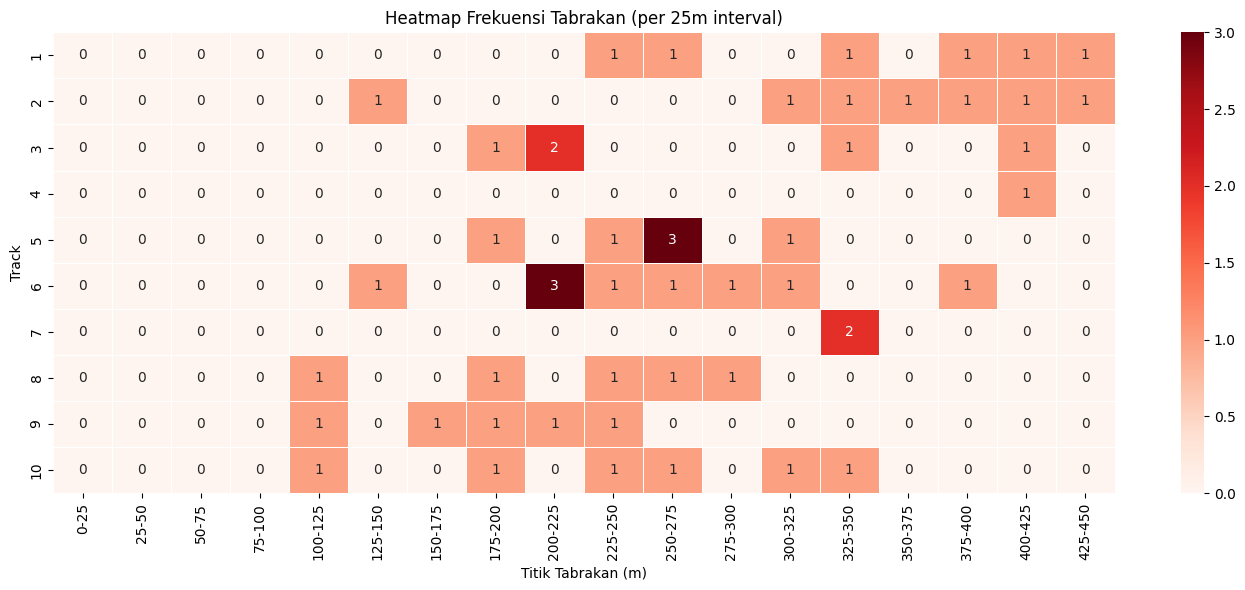 Heatmap Frekuensi Tabrakan (per 25m interval)
1 0 0 0 0 0 0 0 0 0 1 1 0 0 1 0 1 1 1
2 0 0 0 0 0 1 0 0 0 0 0 0 1 1 1 1 1 1
3 0 0 0 0 0 0 0 1 2 0 0 0 0 1 0 0 1 0
4 0 0 0 0 0 0 0 0 0 0 0 0 0 0 0 0 1 0
5 0 0 0 0 0 0 0 1 0 1 3 0 1 0 0 0 0 0
6 0 0 0 0 0 1 0 0 3 1 1 1 1 0 0 1 0 0
7 0 0 0 0 0 0 0 0 0 0 0 0 0 2 0 0 0 0
8 0 0 0 0 1 0 0 1 0 1 1 1 0 0 0 0 0 0
9 0 0 0 0 1 0 1 1 1 1 0 0 0 0 0 0 0 0
10 0 0 0 0 1 0 0 1 0 1 1 0 1 1 0 0 0 0
Track
0-25 25-50 50-75 75-100 100-125 125-150 150-175 175-200 200-225 225-250 250-275 275-300 300-325 325-350 350-375 375-400 400-425 425-450
Titik Tabrakan (m)
3.0
2.5
2.0
1.5
1.0
0.5
0.0